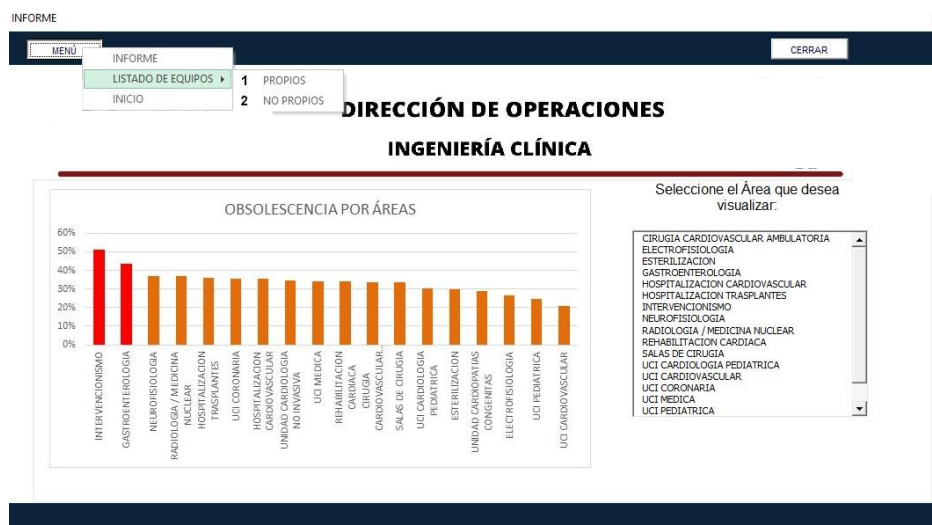 INFORME
MENÚ
CERRAR
INFORME
LISTADO DE EQUIPOS
INICIO
1 PROPIOS
2 NO PROPIOS
DIRECCIÓN DE OPERACIONES
INGENIERÍA CLÍNICA
OBSOLESCENCIA POR ÁREAS
60%
50%
40%
30%
20%
10%
0%
INTERVENCIONISMO
GASTROENTEROLOGIA
NEUROFISIOLOGIA
RADIOLOGIA / MEDICINA
NUCLEAR
HOSPITALIZACION
TRASPLANTES
UCI CORONARIA
HOSPITALIZACION
CARDIOVASCULAR
UNIDAD CARDIOLOGIA
NO INVASIVA
UCI MEDICA
REHABILITACION
CARDIACA
CIRUGIA
CARDIOVASCULAR..
SALAS DE CIRUGIA
UCI CARDIOLOGIA
PEDIATRICA
ESTERILIZACION
UNIDAD CARDIOPATIAS
CONGENITAS
ELECTROFISIOLOGIA
UCI PEDIATRICA
UCI CARDIOVASCULAR
Seleccione el Área que desea
visualizar:
CIRUGIA CARDIOVASCULAR AMBULATORIA
ELECTROFISIOLOGIA
ESTERILIZACION
GASTROENTEROLOGIA
HOSPITALIZACION CARDIOVASCULAR
HOSPITALIZACION TRASPLANTES
INTERVENCIONISMO
NEUROFISIOLOGIA
RADIOLOGIA / MEDICINA NUCLEAR
REHABILITACION CARDIACA
SALAS DE CIRUGIA
UCI CARDIOLOGIA PEDIATRICA
UCI CARDIOVASCULAR
UCI CORONARIA
UCI MEDICA
UCI PEDIATRICA